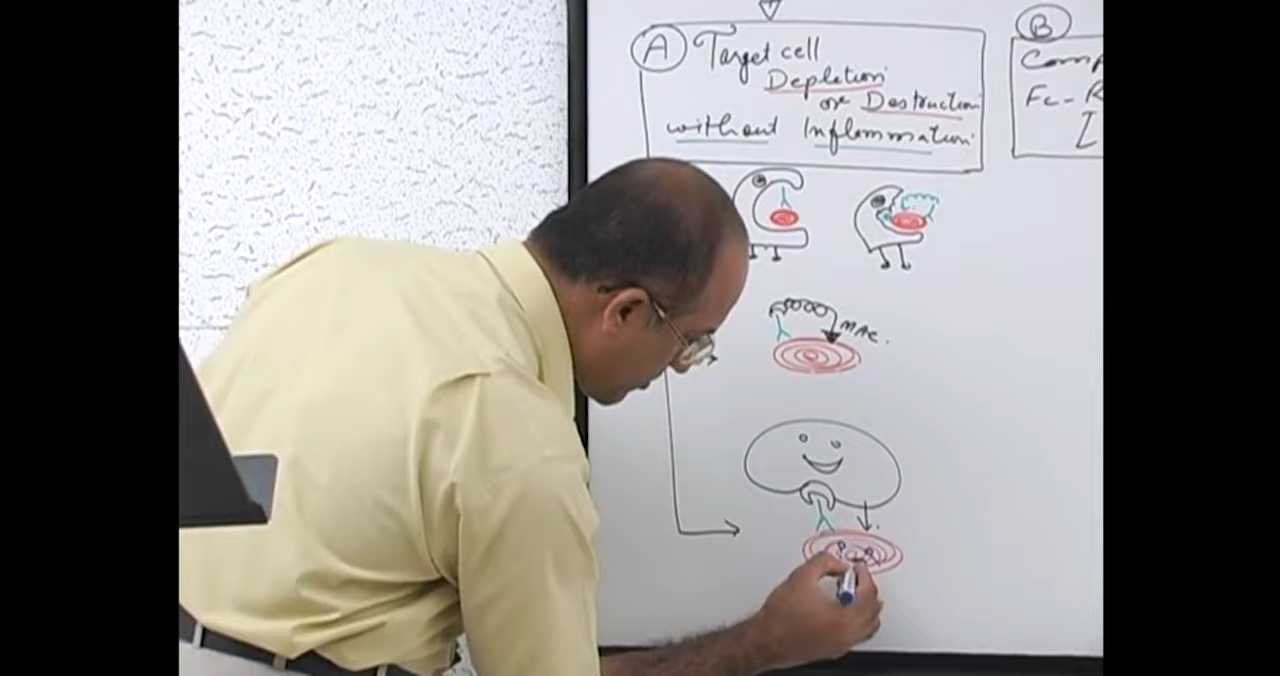 A Target cell
Depletion
or Destruction
without Inflammation.
MAC.
B
Comp
Fc-R